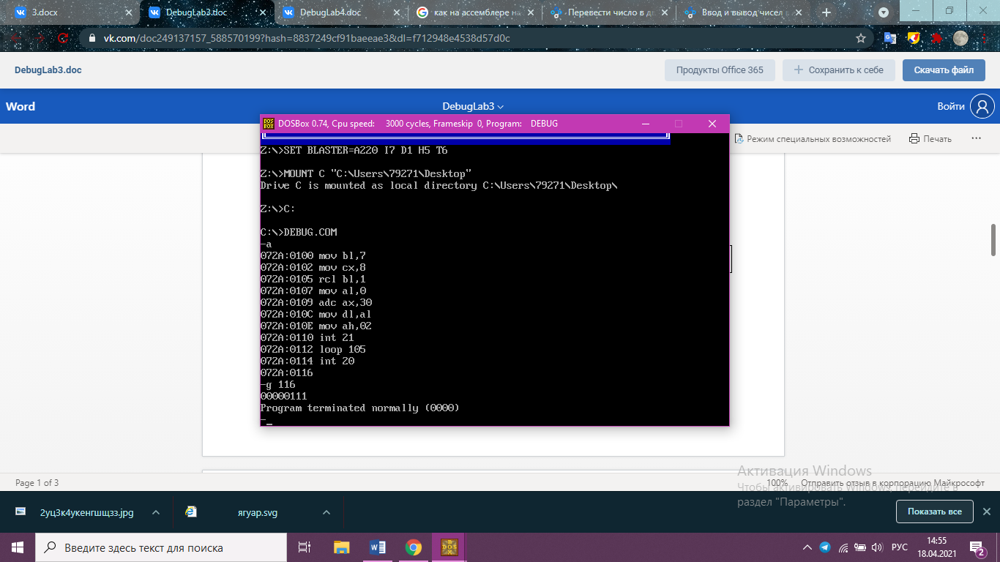 3.docx
DebugLab3.doc
DebugLab4.doc
как на ассемблере на
Перевести число в д
Ввод и вывод чисел
vk.com/doc249137157_588570199?hash=8837249cf91baeeae3&dl=f712948e4538d57d0c
DebugLab3.doc
Продукты Office 365
Сохранить к себе
Скачать файл
Word
DebugLab3
Войти
DOSBox 0.74, Cpu speed: 3000 cycles, Frameskip 0, Program: DEBUG
Режим специальных возможностей
Печать
Z:\>SET BLASTER=A220 I7 D1 H5 T6
Z:\>MOUNT C "C:\Users\79271\Desktop"
Drive C is mounted as local directory C:\Users\79271\Desktop\
Z:\>C:
C:\>DEBUG.COM
-a
072A:0100 mov bl,7
072A:0102 mov cx,8
072A:0105 rcl bl,1
072A:0107 mov al,0
072A:0109 adc ax,30
072A:010C mov dl,al
072A:010E mov ah,02
072A:0110 int 21
072A:0112 loop 105
072A:0114 int 20
072A:0116
-g 116
00000111
Program terminated normally (0000)
-_
Активация Windows
Чтобы активировать Windows, перейдите в
раздел "Параметры".
Page 1 of 3
100%
Отправить отзыв в корпорацию Майкрософт
2уц3к4укенгшщзз.jpg
ягуар.svg
Показать все
Введите здесь текст для поиска
РУС
14:55
18.04.2021
2